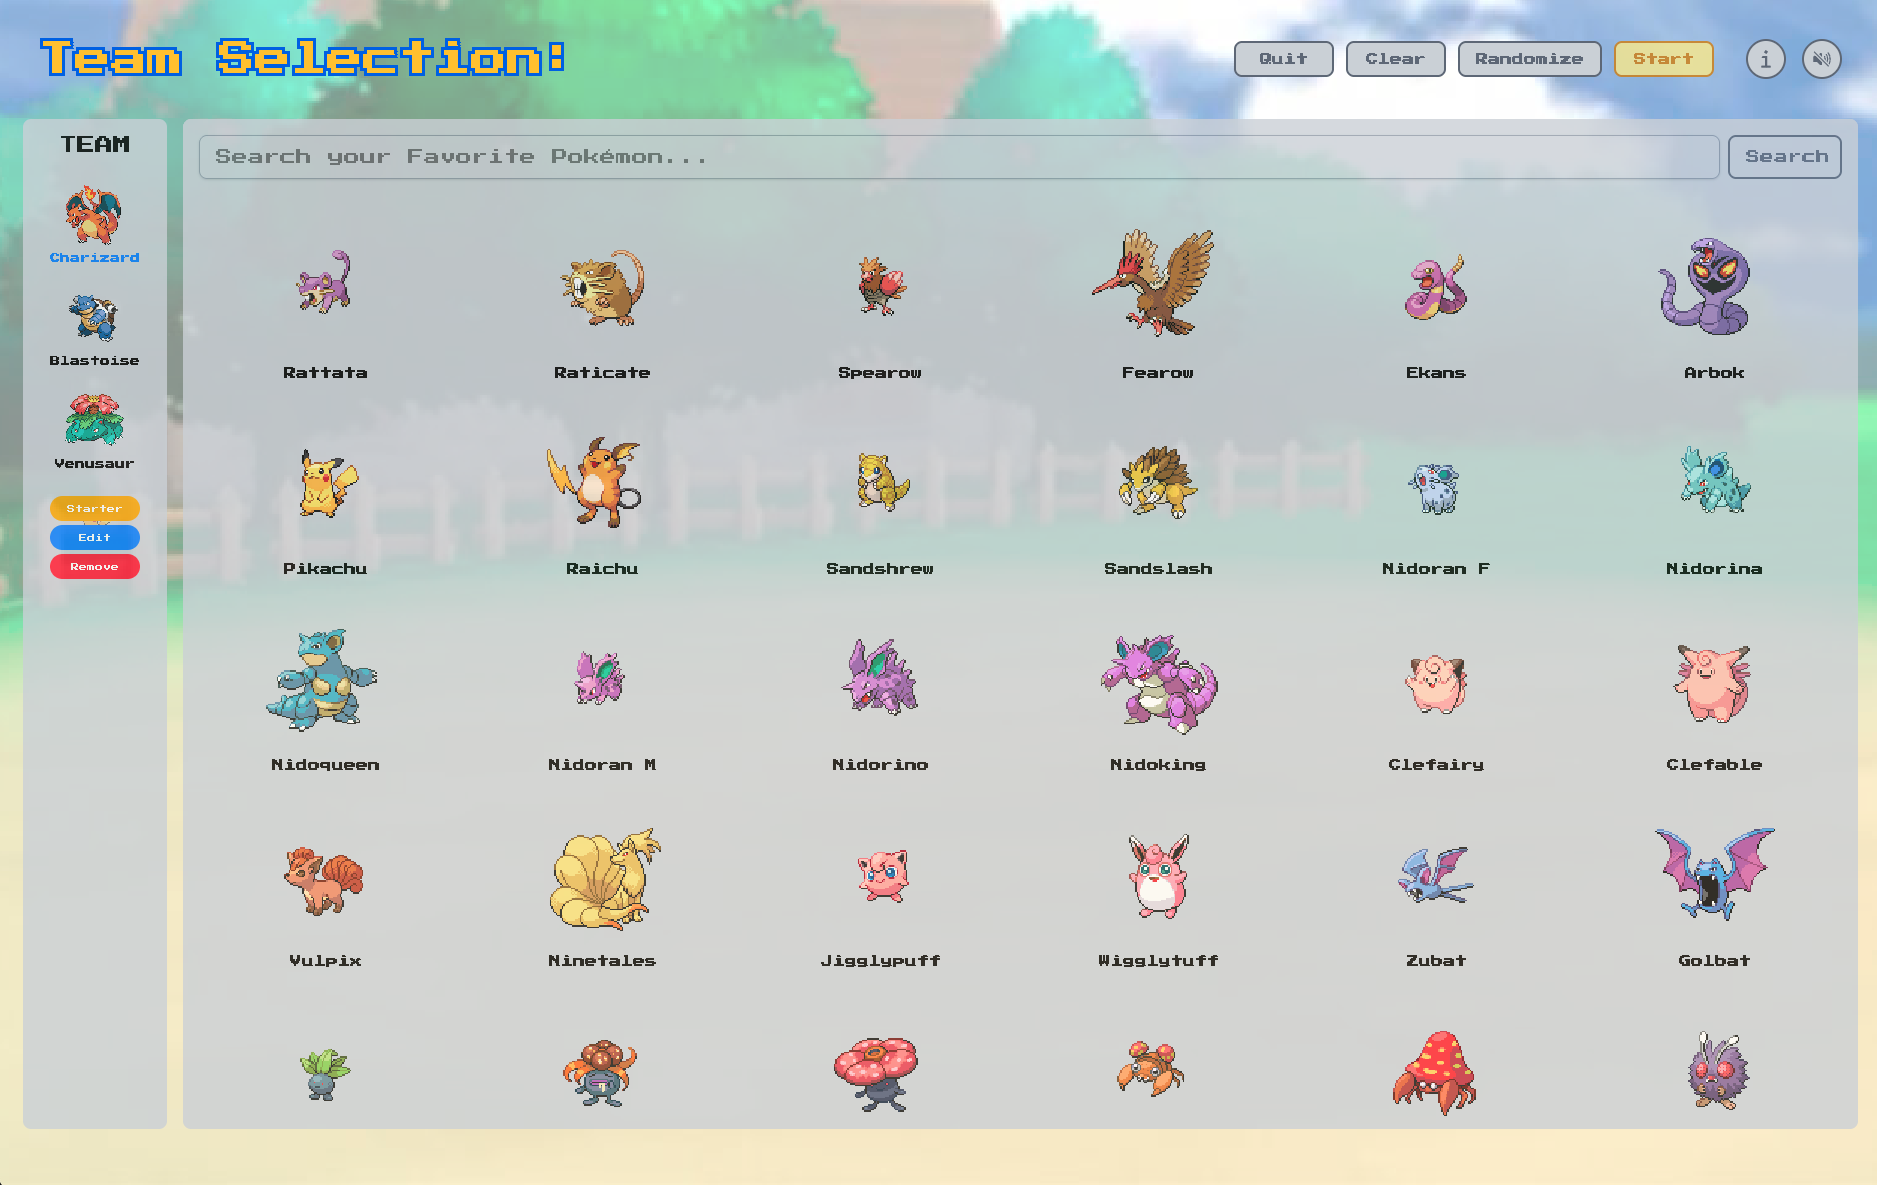 Team Selection:
Quit
Clear
Randomize
Start
i
TEAM
Charizard
Blastoise
Venusaur
Starter
Edit
Remove
Search your Favorite Pokémon...
Search
Rattata
Raticate
Spearow
Fearow
Ekans
Arbok
Pikachu
Raichu
Sandshrew
Sandslash
Nidoran F
Nidorina
Nidoqueen
Nidoran M
Nidorino
Nidoking
Clefairy
Clefable
Vulpix
Ninetales
Jigglypuff
Wigglytuff
Zubat
Golbat